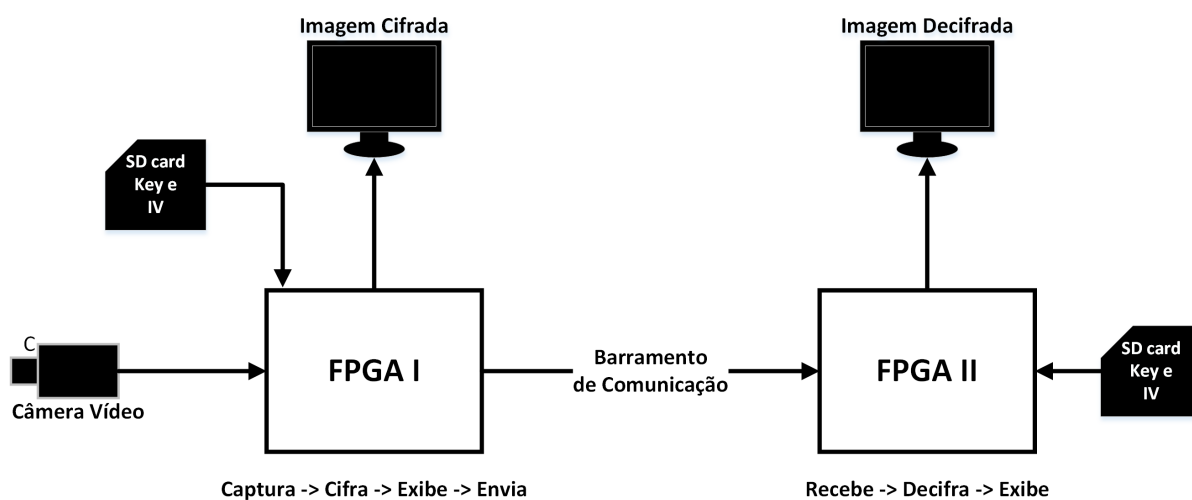 Imagem Cifrada
Imagem Decifrada
SD card
Key e
IV
C
Câmera Vídeo
FPGA I
Barramento
de Comunicação
FPGA II
SD card
Key e
IV
Captura -> Cifra -> Exibe -> Envia
Recebe -> Decifra -> Exibe